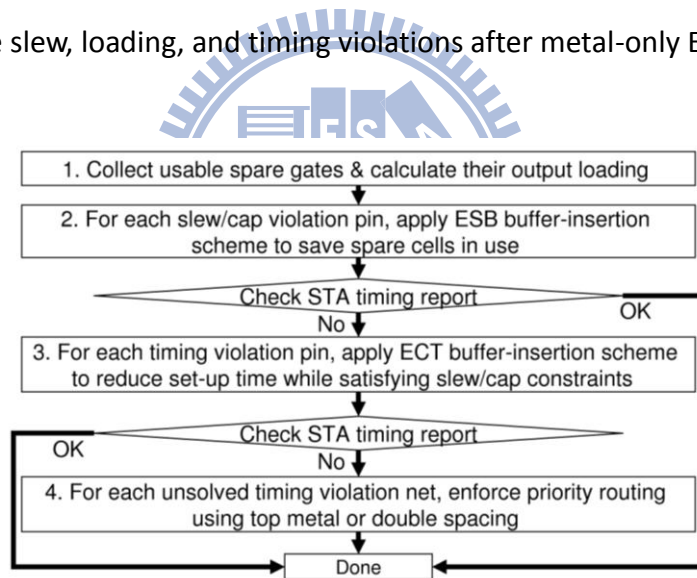 slew, loading, and timing violations after metal-only
E S A
1. Collect usable spare gates & calculate their output loading
2. For each slew/cap violation pin, apply ESB buffer-insertion
scheme to save spare cells in use
Check STA timing report
OK
No
3. For each timing violation pin, apply ECT buffer-insertion scheme
to reduce set-up time while satisfying slew/cap constraints
Check STA timing report
OK
No
4. For each unsolved timing violation net, enforce priority routing
using top metal or double spacing
Done